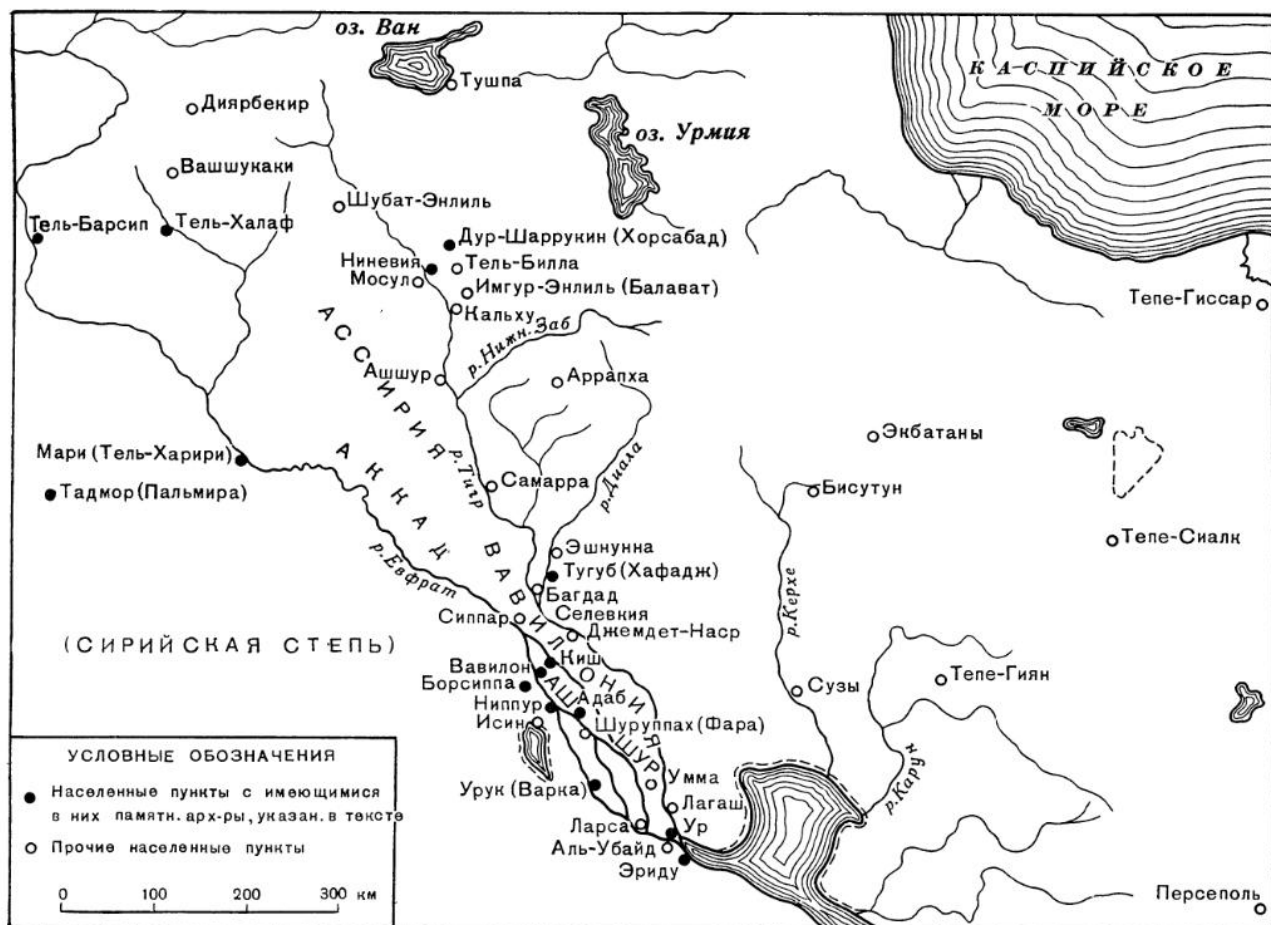 оз. Ван
КАСПИЙСКОЕ
МОРЕ
Тушпа
Диярбекир
оз. Урмия
Вашшукаки
Шубат-Энлиль
Тель-Барсип
Тель-Халаф
Дур-Шаррукин (Хорсабад)
Ниневия
Тель-Билла
Мосул
Имгур-Энлиль (Балават)
Тепе-Гиссар
Кальху
р. Нижн. Заб
АССИРИЯ
Ашшур
Аррапха
Экбатаны
Мари (Тель-Харири)
АККАД
р. Тигр
р. Диала
Тадмор (Пальмира)
Самарра
Бисутун
Тепе-Сиалк
Эшнунна
р. Евфрат
ВАВИЛОНИЯ
Тугуб (Хафадж)
Багдад
р. Керхе
Сиппар
Селевкия
Джемдет-Наср
(СИРИЙСКАЯ СТЕПЬ)
Киш
Вавилон
Тепе-Гиян
Борсиппа
АШ-ШУР
Адаб
Сузы
Ниппур
Исин
Шуруппах (Фара)
р. Карун
Урук (Варка)
Умма
Лагаш
Ларса
Ур
Аль-Убайд
Эриду
Персеполь
УСЛОВНЫЕ ОБОЗНАЧЕНИЯ
Населенные пункты с имеющимися
в них памятн. арх-ры, указан. в тексте
Прочие населенные пункты
0 100 200 300 км